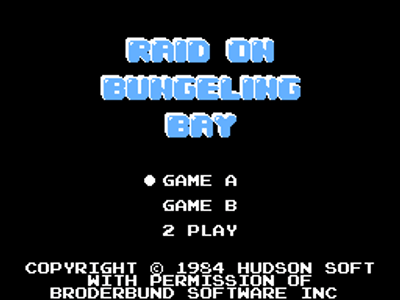 RAID ON
BUNGELING
BAY
GAME A
GAME B
2 PLAY
COPYRIGHT © 1984 HUDSON SOFT
WITH PERMISSION OF
BRODERBUND SOFTWARE INC